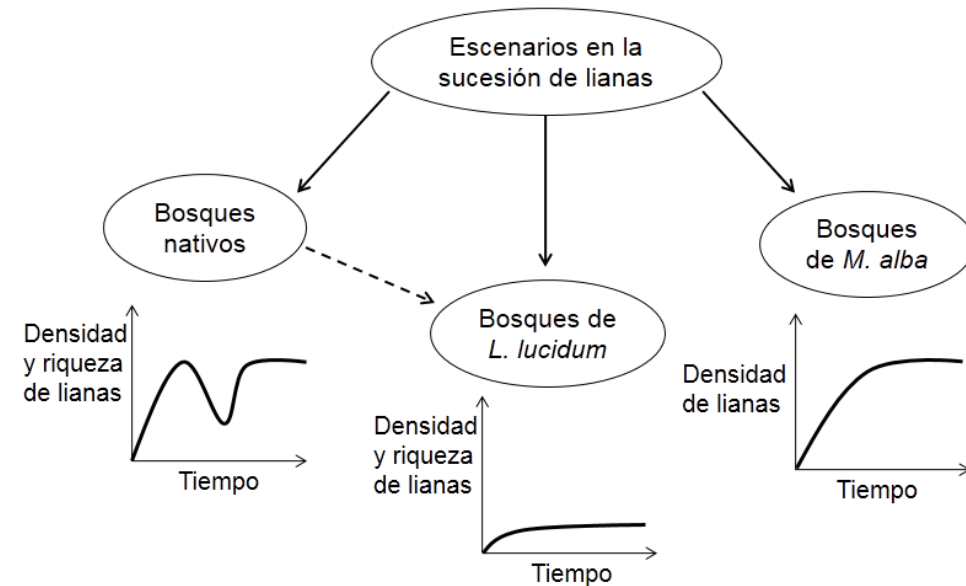 Escenarios en la
sucesión de lianas
Bosques
nativos
Bosques de
L. lucidum
Bosques
de M. alba
Densidad
y riqueza
de lianas
Tiempo
Densidad
y riqueza
de lianas
Tiempo
Densidad
de lianas
Tiempo